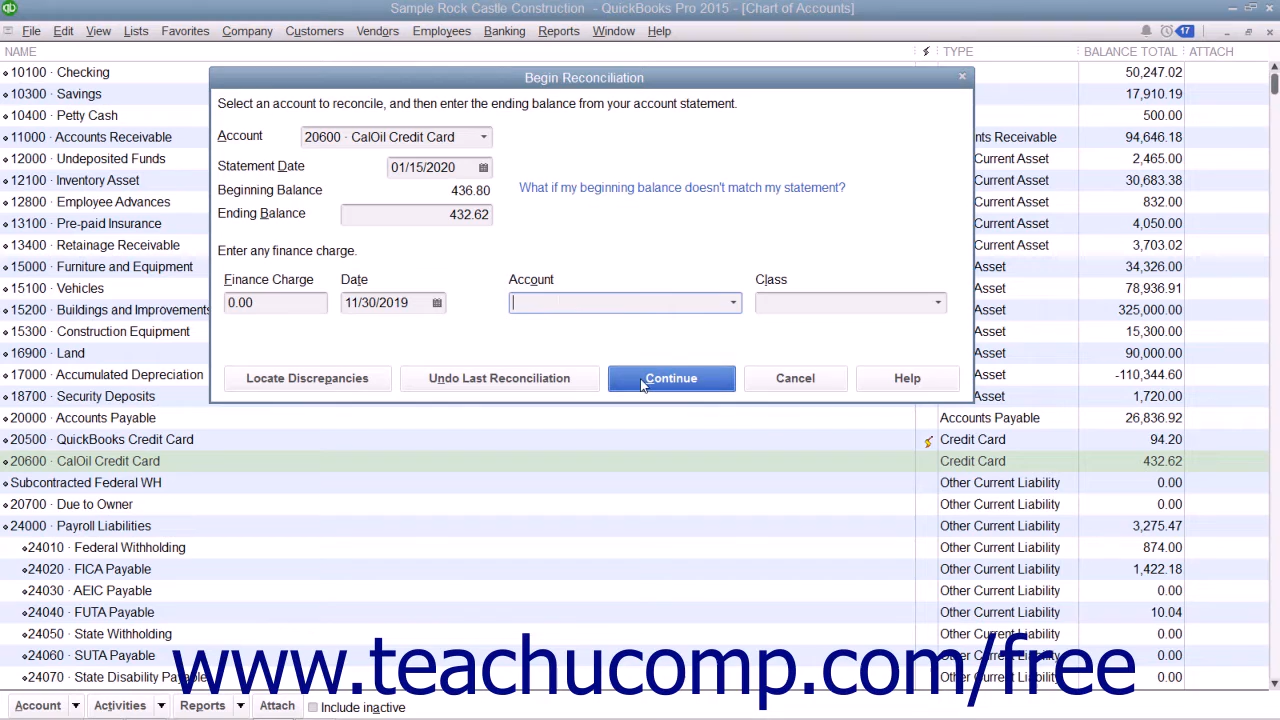 Sample Rock Castle Construction - QuickBooks Pro 2015 - [Chart of Accounts]
File Edit View Lists Favorites Company Customers Vendors Employees Banking Reports Window Help 17
NAME TYPE BALANCE TOTAL ATTACH
10100 · Checking 50,247.02
10300 · Savings 17,910.19
10400 · Petty Cash 500.00
11000 · Accounts Receivable nts Receivable 94,646.18
12000 · Undeposited Funds Current Asset 2,465.00
12100 · Inventory Asset Current Asset 30,683.38
12800 · Employee Advances Current Asset 832.00
13100 · Pre-paid Insurance Current Asset 4,050.00
13400 · Retainage Receivable Current Asset 3,703.02
15000 · Furniture and Equipment Asset 34,326.00
15100 · Vehicles Asset 78,936.91
15200 · Buildings and Improvements Asset 325,000.00
15300 · Construction Equipment Asset 15,300.00
16900 · Land Asset 90,000.00
17000 · Accumulated Depreciation Asset -110,344.60
18700 · Security Deposits Asset 1,720.00
20000 · Accounts Payable Accounts Payable 26,836.92
20500 · QuickBooks Credit Card Credit Card 94.20
20600 · CalOil Credit Card Credit Card 432.62
Subcontracted Federal WH Other Current Liability 0.00
20700 · Due to Owner Other Current Liability 0.00
24000 · Payroll Liabilities Other Current Liability 3,275.47
24010 · Federal Withholding Other Current Liability 874.00
24020 · FICA Payable Other Current Liability 1,422.18
24030 · AEIC Payable Other Current Liability 0.00
24040 · FUTA Payable Other Current Liability 10.04
24050 · State Withholding Other Current Liability 0.00
24060 · SUTA Payable Other Current Liability 0.00
24070 · State Disability Payable Other Current Liability 0.00
Begin Reconciliation
Select an account to reconcile, and then enter the ending balance from your account statement.
Account 20600 · CalOil Credit Card
Statement Date 01/15/2020
Beginning Balance 436.80 What if my beginning balance doesn't match my statement?
Ending Balance 432.62
Enter any finance charge.
Finance Charge Date Account Class
0.00 11/30/2019
Locate Discrepancies Undo Last Reconciliation Continue Cancel Help
www.teachucomp.com/free
Account Activities Reports Attach Include inactive